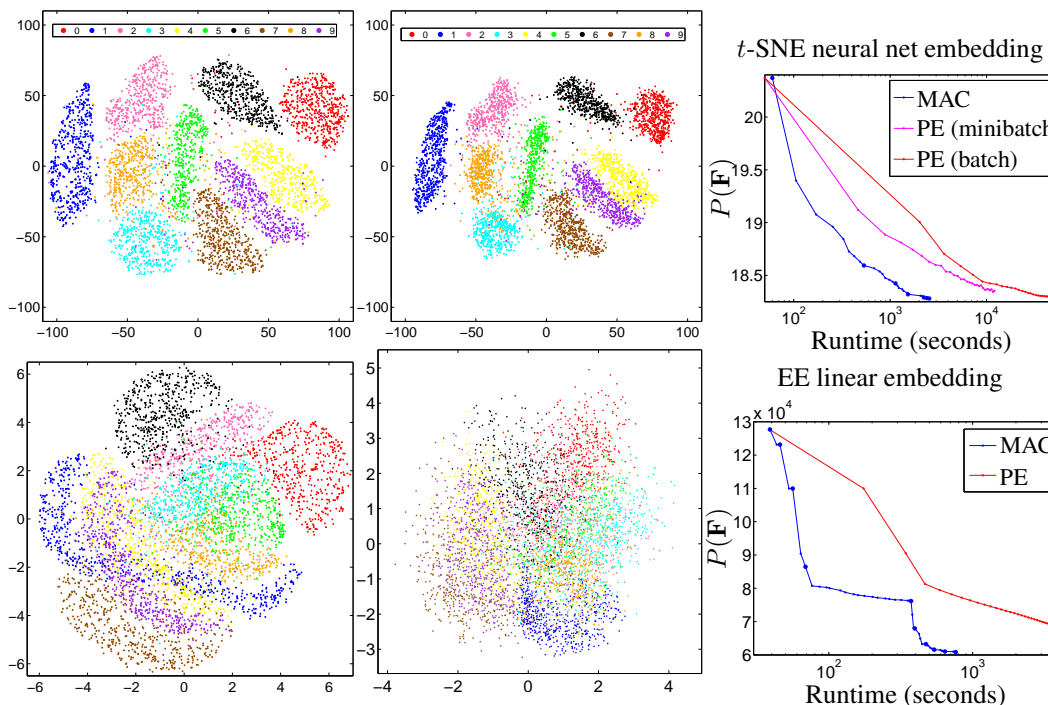 100
50
0
−50
−100
−100 −50 0 50 100
0 1 2 3 4 5 6 7 8 9
100
50
0
−50
−100
−100 −50 0 50 100
0 1 2 3 4 5 6 7 8 9
t-SNE neural net embedding
P(F)
20
19.5
19
18.5
MAC
PE (minibatch
PE (batch)
10^2 10^3 10^4
Runtime (seconds)
6
4
2
0
−2
−4
−6
−6 −4 −2 0 2 4 6
5
4
3
2
1
0
−1
−2
−3
−4 −2 0 2 4
EE linear embedding
x 10^4
P(F)
13
12
11
10
9
8
7
6
MAC
PE
10^2 10^3
Runtime (seconds)